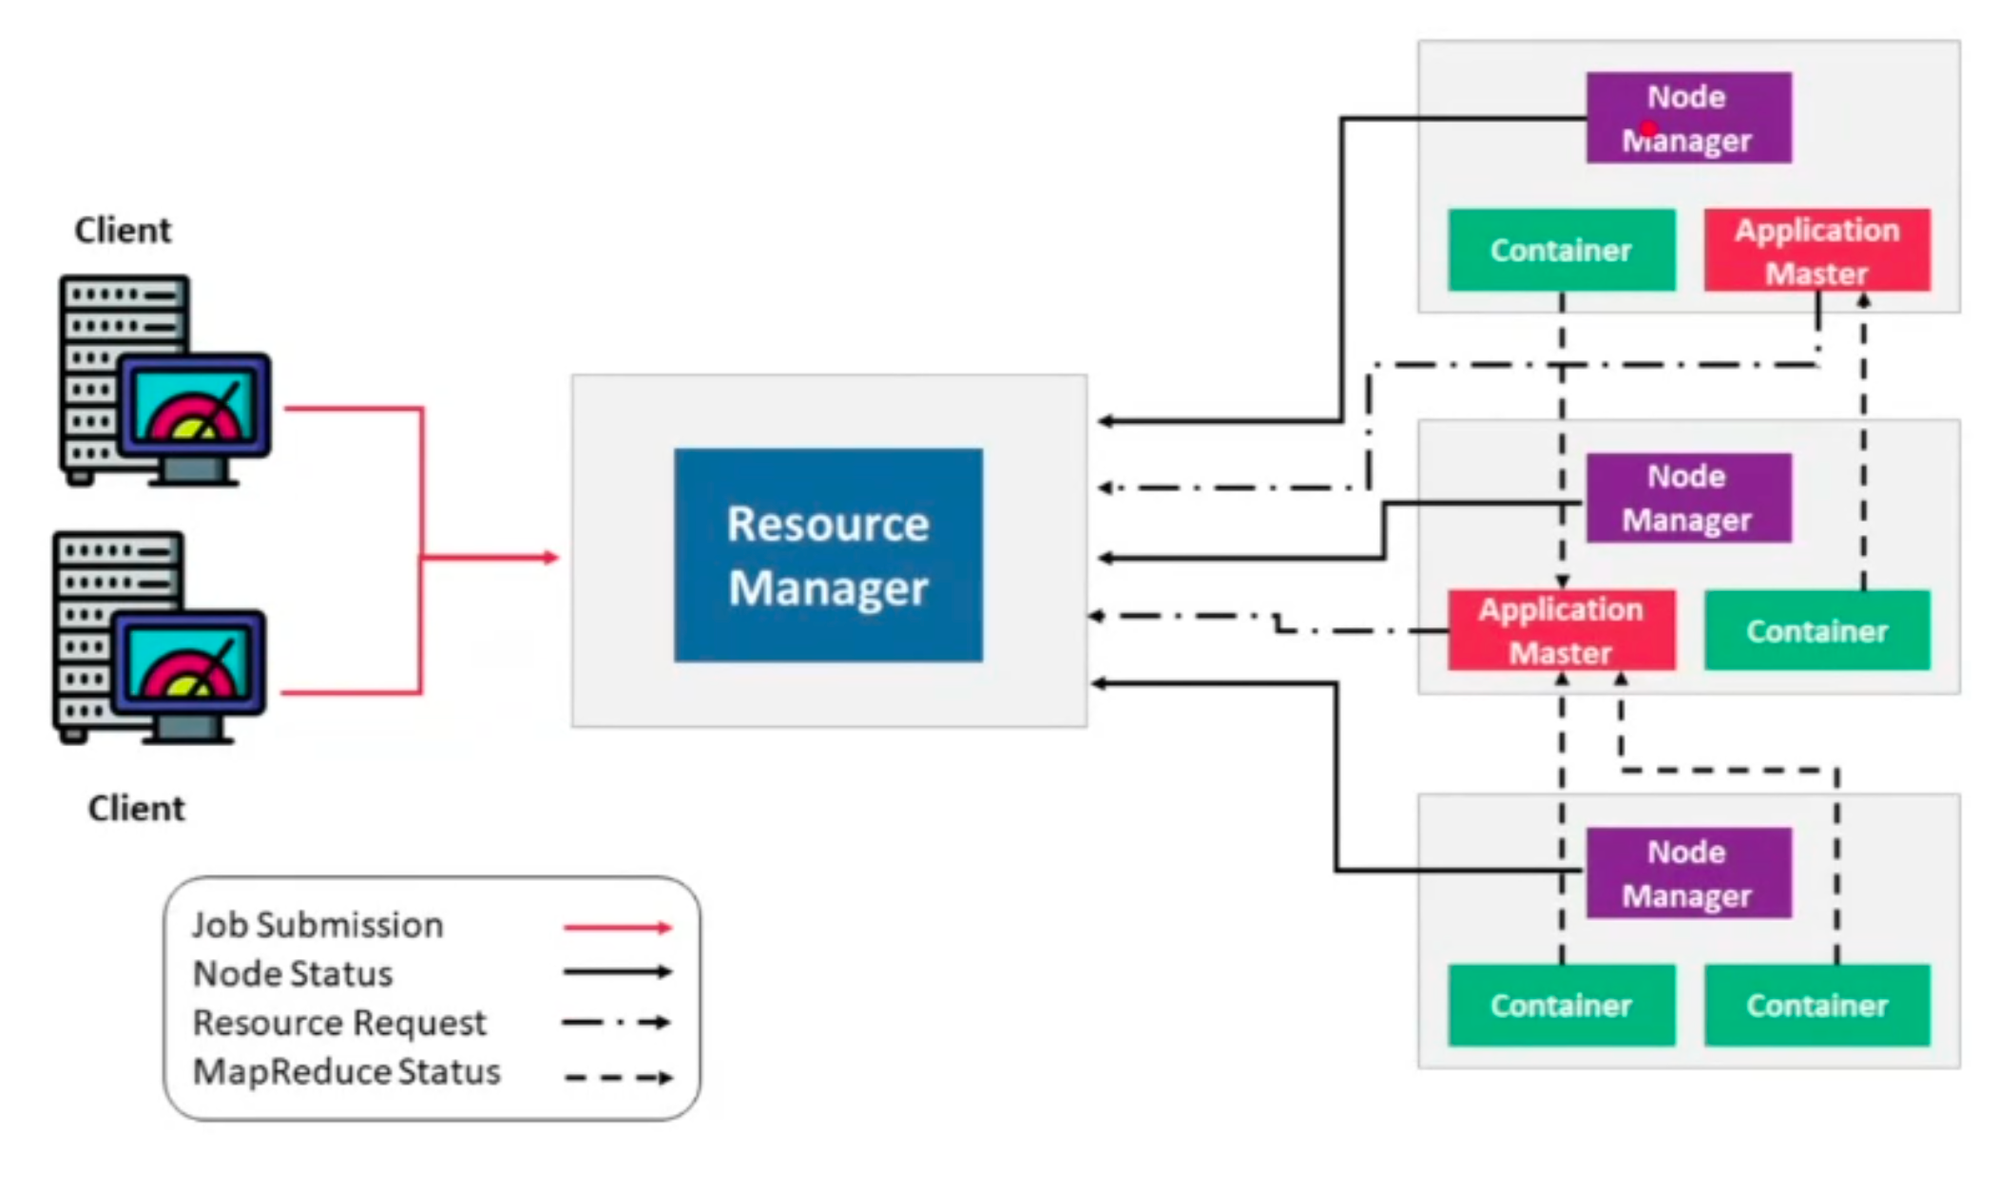 Client
Client
Job Submission
Node Status
Resource Request
MapReduce Status
Resource
Manager
Node
Manager
Container
Application
Master
Node
Manager
Application
Master
Container
Node
Manager
Container
Container